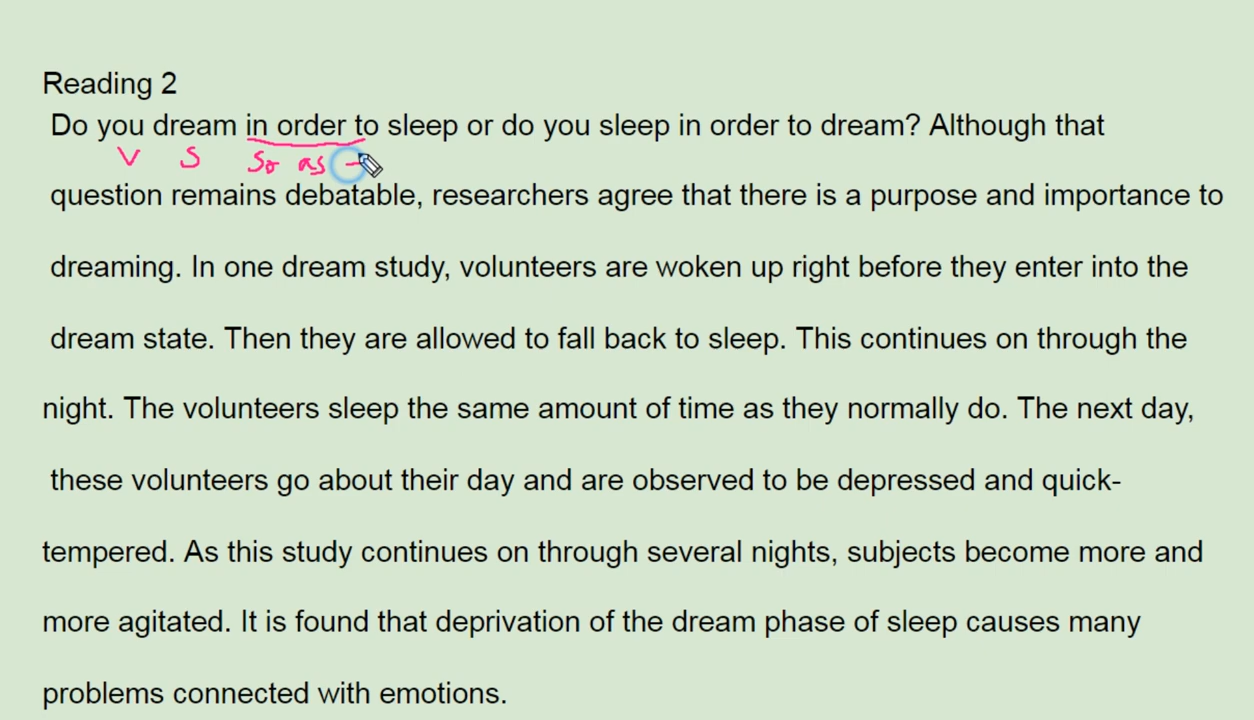 Reading 2
Do you dream in order to sleep or do you sleep in order to dream? Although that
V S So as
question remains debatable, researchers agree that there is a purpose and importance to
dreaming. In one dream study, volunteers are woken up right before they enter into the
dream state. Then they are allowed to fall back to sleep. This continues on through the
night. The volunteers sleep the same amount of time as they normally do. The next day,
these volunteers go about their day and are observed to be depressed and quick-
tempered. As this study continues on through several nights, subjects become more and
more agitated. It is found that deprivation of the dream phase of sleep causes many
problems connected with emotions.